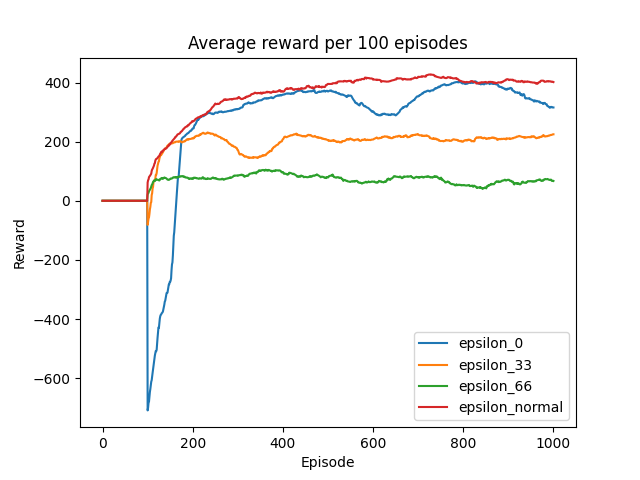 Average reward per 100 episodes
Reward
400
200
0
−200
−400
−600
0
200
400
600
800
1000
Episode
epsilon_0
epsilon_33
epsilon_66
epsilon_normal